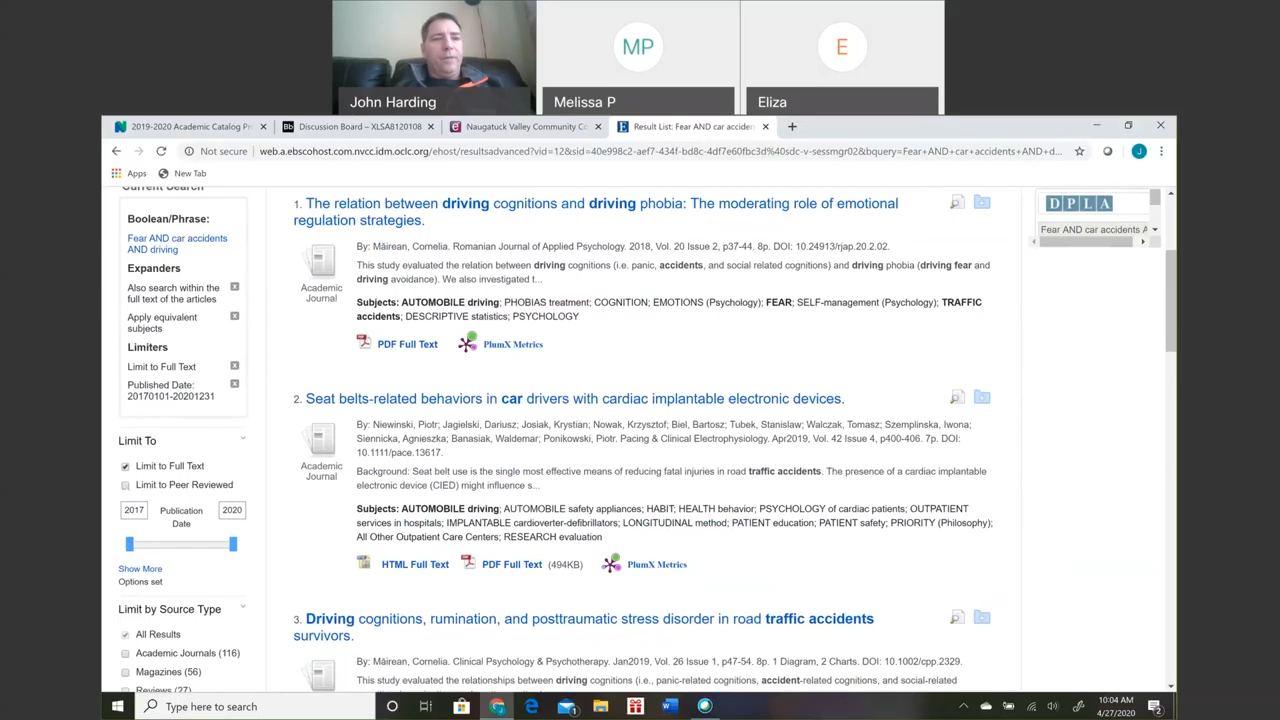 MP
E
John Harding
Melissa P
Eliza
2019-2020 Academic Catalog Pr
Bb Discussion Board – XLSA8120108
Naugatuck Valley Community Co
Result List: Fear AND car acciden
Not secure
web.a.ebscohost.com.nvcc.idm.oclc.org/ehost/resultsadvanced?vid=12&sid=40e998c2-aef7-434f-bd8c-4df7e60fbc3d%40sdc-v-sessmgr02&bquery=Fear+AND+car+accidents+AND+d...
J
Apps
New Tab
Current Search
Boolean/Phrase:
Fear AND car accidents
AND driving
Expanders
Also search within the
full text of the articles
Apply equivalent
subjects
Limiters
Limit to Full Text
Published Date:
20170101-20201231
Limit To
Limit to Full Text
Limit to Peer Reviewed
2017
Publication
Date
2020
Show More
Options set
Limit by Source Type
All Results
Academic Journals (116)
Magazines (56)
Reviews (27)
1. The relation between driving cognitions and driving phobia: The moderating role of emotional
regulation strategies.
Academic
Journal
By: Măirean, Cornelia. Romanian Journal of Applied Psychology. 2018, Vol. 20 Issue 2, p37-44. 8p. DOI: 10.24913/rjap.20.2.02.
This study evaluated the relation between driving cognitions (i.e. panic, accidents, and social related cognitions) and driving phobia (driving fear and
driving avoidance). We also investigated t...
Subjects: AUTOMOBILE driving; PHOBIAS treatment; COGNITION; EMOTIONS (Psychology); FEAR; SELF-management (Psychology); TRAFFIC
accidents; DESCRIPTIVE statistics; PSYCHOLOGY
PDF Full Text
PlumX Metrics
2. Seat belts-related behaviors in car drivers with cardiac implantable electronic devices.
Academic
Journal
By: Niewinski, Piotr; Jagielski, Dariusz; Josiak, Krystian; Nowak, Krzysztof; Biel, Bartosz; Tubek, Stanislaw; Walczak, Tomasz; Szemplinska, Iwona;
Siennicka, Agnieszka; Banasiak, Waldemar; Ponikowski, Piotr. Pacing & Clinical Electrophysiology. Apr2019, Vol. 42 Issue 4, p400-406. 7p. DOI:
10.1111/pace.13617.
Background: Seat belt use is the single most effective means of reducing fatal injuries in road traffic accidents. The presence of a cardiac implantable
electronic device (CIED) might influence s...
Subjects: AUTOMOBILE driving; AUTOMOBILE safety appliances; HABIT; HEALTH behavior; PSYCHOLOGY of cardiac patients; OUTPATIENT
services in hospitals; IMPLANTABLE cardioverter-defibrillators; LONGITUDINAL method; PATIENT education; PATIENT safety; PRIORITY (Philosophy);
All Other Outpatient Care Centers; RESEARCH evaluation
HTML Full Text
PDF Full Text (494KB)
PlumX Metrics
3. Driving cognitions, rumination, and posttraumatic stress disorder in road traffic accidents
survivors.
By: Măirean, Cornelia. Clinical Psychology & Psychotherapy. Jan2019, Vol. 26 Issue 1, p47-54. 8p. 1 Diagram, 2 Charts. DOI: 10.1002/cpp.2329.
This study evaluated the relationships between driving cognitions (i.e., panic-related cognitions, accident-related cognitions, and social-related
DPLA
Fear AND car accidents A
Type here to search
10:04 AM
4/27/2020